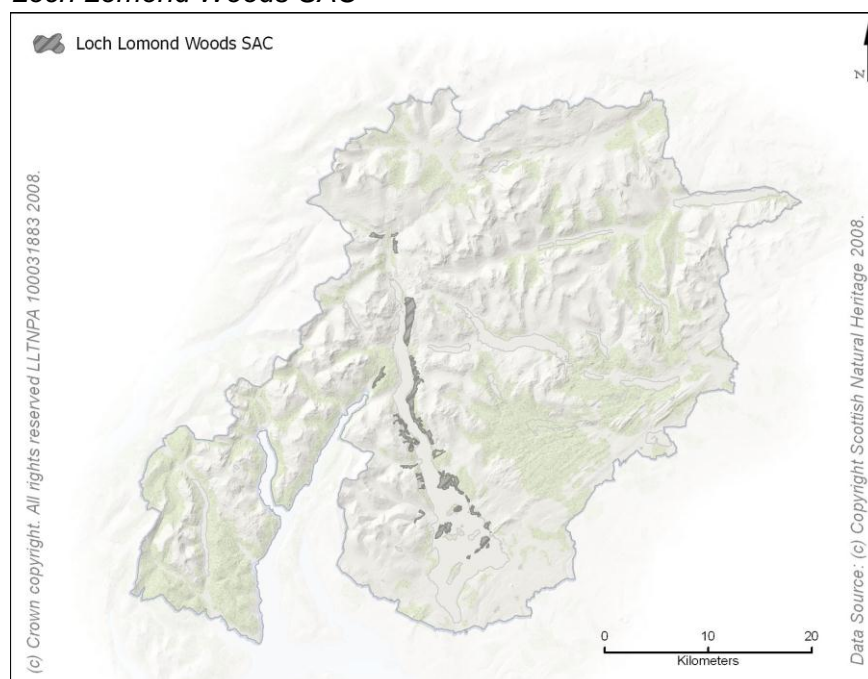 Loch Lomond Woods SAC
Loch Lomond Woods SAC
N
(c) Crown copyright. All rights reserved LLTNPA 100031883 2008.
Data Source: (c) Copyright Scottish Natural Heritage 2008.
0 10 20
Kilometers